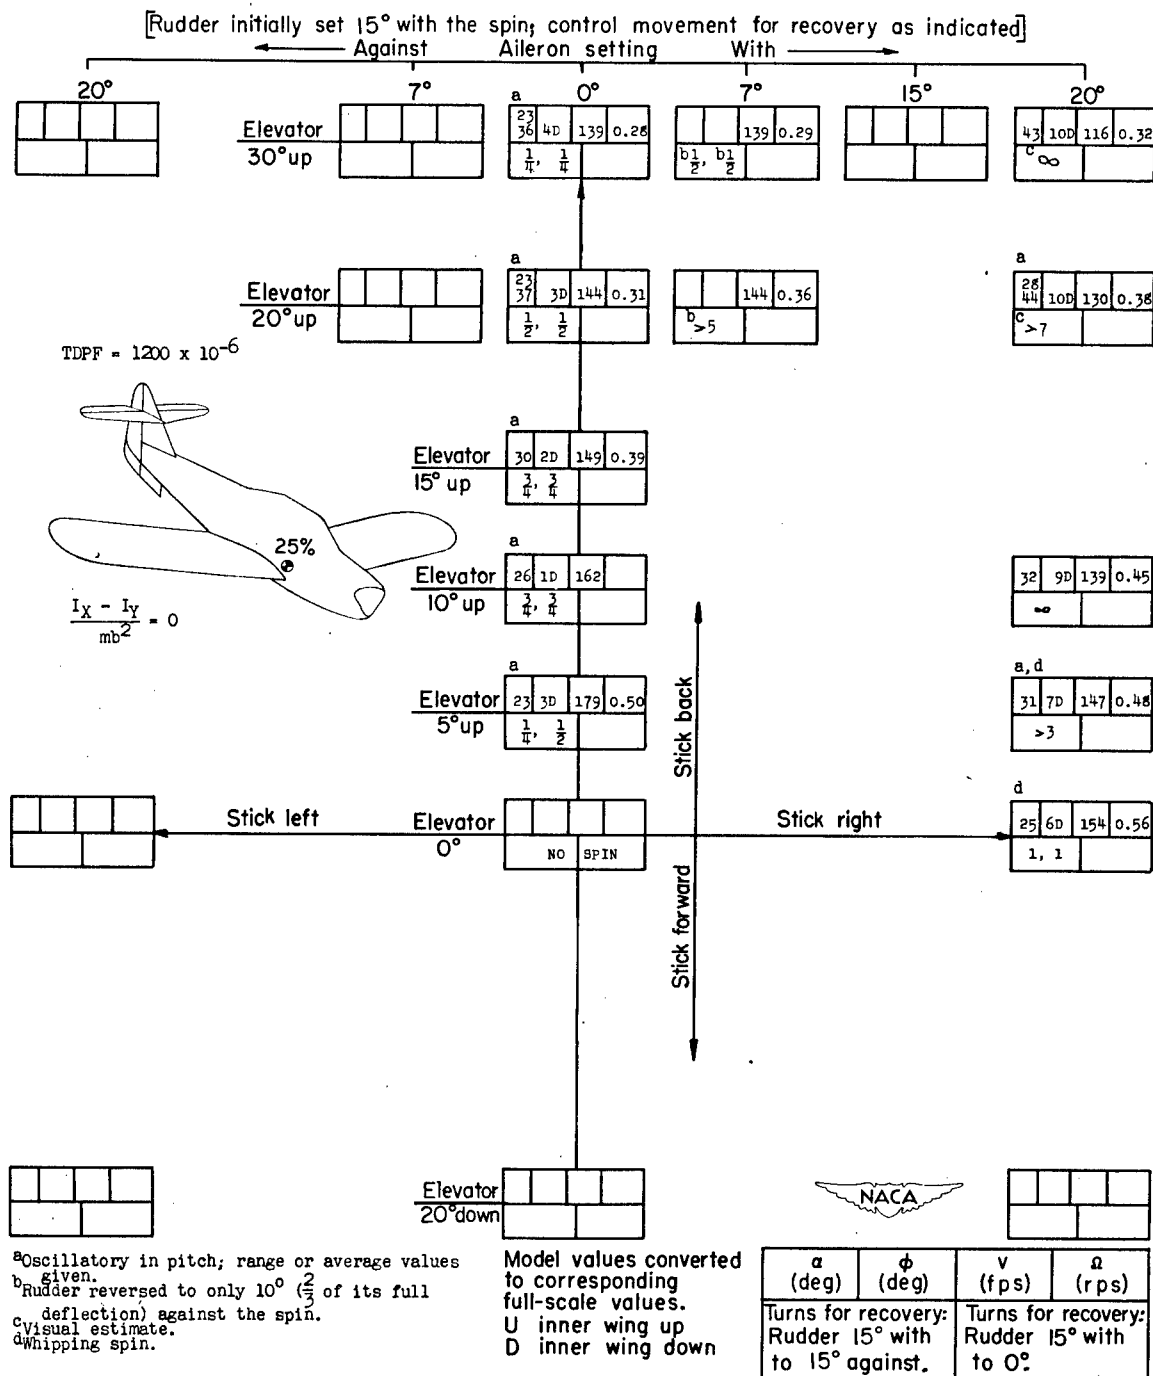 [Rudder initially set 15° with the spin; control movement for recovery as indicated]
Against Aileron setting With
20° 7° 0° 7° 15° 20°
Elevator
30° up
a
23
36 4D 139 0.28
1/4, 1/4
139 0.29
b1/2, b1/2
43 10D 116 0.32
c∞
Elevator
20° up
a
23
37 3D 144 0.31
1/2, 1/2
144 0.36
b>5
a
28
44 10D 130 0.38
c>7
TDPF = 1200 x 10-6
25%
IX - IY
mb2
= 0
Elevator
15° up
a
30 2D 149 0.39
3/4, 3/4
Elevator
10° up
a
26 1D 162
3/4, 3/4
32 9D 139 0.45
∞
Elevator
5° up
a
23 3D 179 0.50
1/4, 1/2
a,d
31 7D 147 0.48
>3
Stick back
Stick left
Elevator
0°
NO SPIN
Stick right
d
25 6D 154 0.56
1, 1
Stick forward
Elevator
20° down
NACA
aOscillatory in pitch; range or average values
given.
bRudder reversed to only 10° (2/3 of its full
deflection) against the spin.
cVisual estimate.
dWhipping spin.
Model values converted
to corresponding
full-scale values.
U inner wing up
D inner wing down
α
(deg)
ϕ
(deg)
V
(fps)
Ω
(rps)
Turns for recovery:
Rudder 15° with
to 15° against.
Turns for recovery:
Rudder 15° with
to 0°.